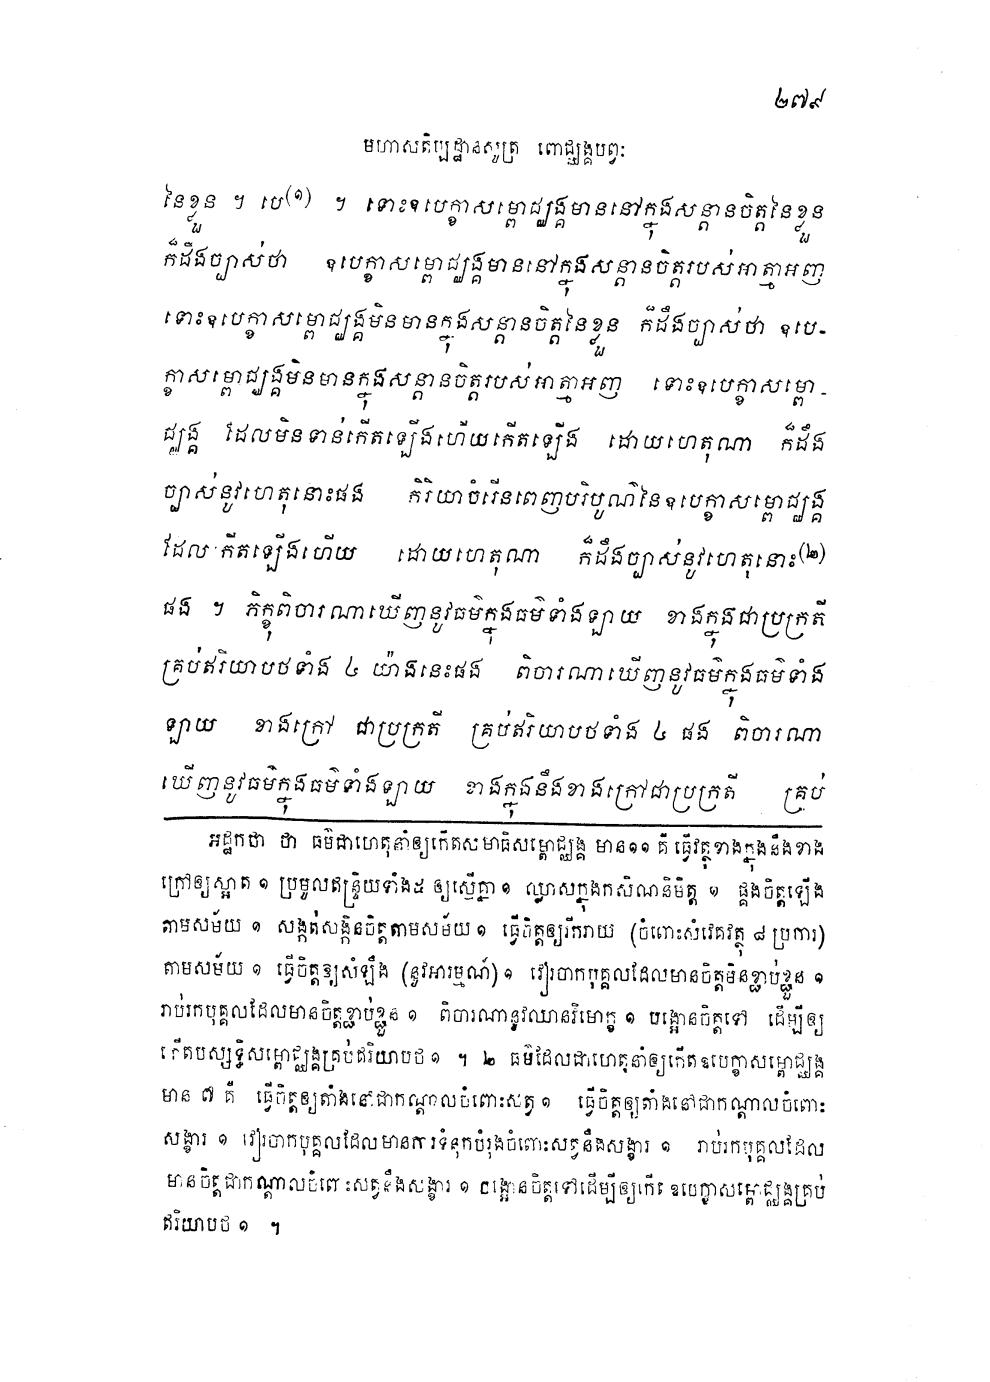 ២៧៩
មហាសតិប្បដ្ឋានសូត្រ ពោជ្ឈង្គបព្វៈ
នៃខ្លួន ។ បេ(១) ។ ទោះឧបេក្ខាសម្ពោជ្ឈង្គមាននៅក្នុងសន្តានចិត្តនៃខ្លួន
ក៏ដឹងច្បាស់ថា ឧបេក្ខាសម្ពោជ្ឈង្គមាននៅក្នុងសន្តានចិត្តរបស់អាត្មាអញ
ទោះឧបេក្ខាសម្ពោជ្ឈង្គមិនមានក្នុងសន្តានចិត្តនៃខ្លួន ក៏ដឹងច្បាស់ថា ឧបេ-
ក្ខាសម្ពោជ្ឈង្គមិនមានក្នុងសន្តានចិត្តរបស់អាត្មាអញ ទោះឧបេក្ខាសម្ពោ-
ជ្ឈង្គ ដែលមិនទាន់កើតឡើងហើយកើតឡើង ដោយហេតុណា ក៏ដឹង
ច្បាស់នូវហេតុនោះផង កិរិយាចំរើនពេញបរិបូណ៌នៃឧបេក្ខាសម្ពោជ្ឈង្គ
ដែលកើតឡើងហើយ ដោយហេតុណា ក៏ដឹងច្បាស់នូវហេតុនោះ(២)
ផង ។ ភិក្ខុពិចារណាឃើញនូវធម៌ក្នុងធម៌ទាំងឡាយ ខាងក្នុងជាប្រក្រតី
គ្រប់ឥរិយាបថទាំង ៤ យ៉ាងនេះផង ពិចារណាឃើញនូវធម៌ក្នុងធម៌ទាំង
ឡាយ ខាងក្រៅ ជាប្រក្រតី គ្រប់ឥរិយាបថទាំង ៤ ផង ពិចារណា
ឃើញនូវធម៌ក្នុងធម៌ទាំងឡាយ ខាងក្នុងនឹងខាងក្រៅជាប្រក្រតី គ្រប់
អដ្ឋកថា ថា ធម៌ជាហេតុនាំឲ្យកើតសមាធិសម្ពោជ្ឈង្គ មាន១១ គឺ ធ្វើវត្ថុខាងក្នុងនឹងខាង
ក្រៅឲ្យស្អាត ១ ប្រមូលឥន្ទ្រិយទាំង៥ ឲ្យស្មើគ្នា ១ ឈ្លាសក្នុងកសិណនិមិត្ត ១ ផ្គងចិត្តឡើង
តាមសម័យ ១ សង្កត់សង្កិនចិត្តតាមសម័យ ១ ធ្វើចិត្តឲ្យរីករាយ (ចំពោះសំវេគវត្ថុ ៨ ប្រការ)
តាមសម័យ ១ ធ្វើចិត្តឱ្យសំឡឹង (នូវអារម្មណ៍) ១ វៀរចាកបុគ្គលដែលមានចិត្តមិនខ្ជាប់ខ្ជួន ១
រាប់រកបុគ្គលដែលមានចិត្តខ្ជាប់ខ្ជួន ១ ពិចារណានូវឈានវិមោក្ខ ១ បង្អោនចិត្តទៅ ដើម្បីឲ្យ
កើតបស្សទ្ធិសម្ពោជ្ឈង្គគ្រប់ឥរិយាបថ ១ ។ ២ ធម៌ដែលជាហេតុនាំឲ្យកើតឧបេក្ខាសម្ពោជ្ឈង្គ
មាន ៧ គឺ ធ្វើចិត្តឲ្យតាំងនៅជាកណ្តាលចំពោះសត្វ ១ ធ្វើចិត្តឲ្យតាំងនៅជាកណ្តាលចំពោះ
សង្ខារ ១ វៀរចាកបុគ្គលដែលមានការទំនុកបំរុងចំពោះសត្វនឹងសង្ខារ ១ រាប់រកបុគ្គលដែល
មានចិត្តជាកណ្តាលចំពោះសត្វនឹងសង្ខារ ១ បង្អោនចិត្តទៅដើម្បីឲ្យកើតឧបេក្ខាសម្ពោជ្ឈង្គគ្រប់
ឥរិយាបថ ១ ។